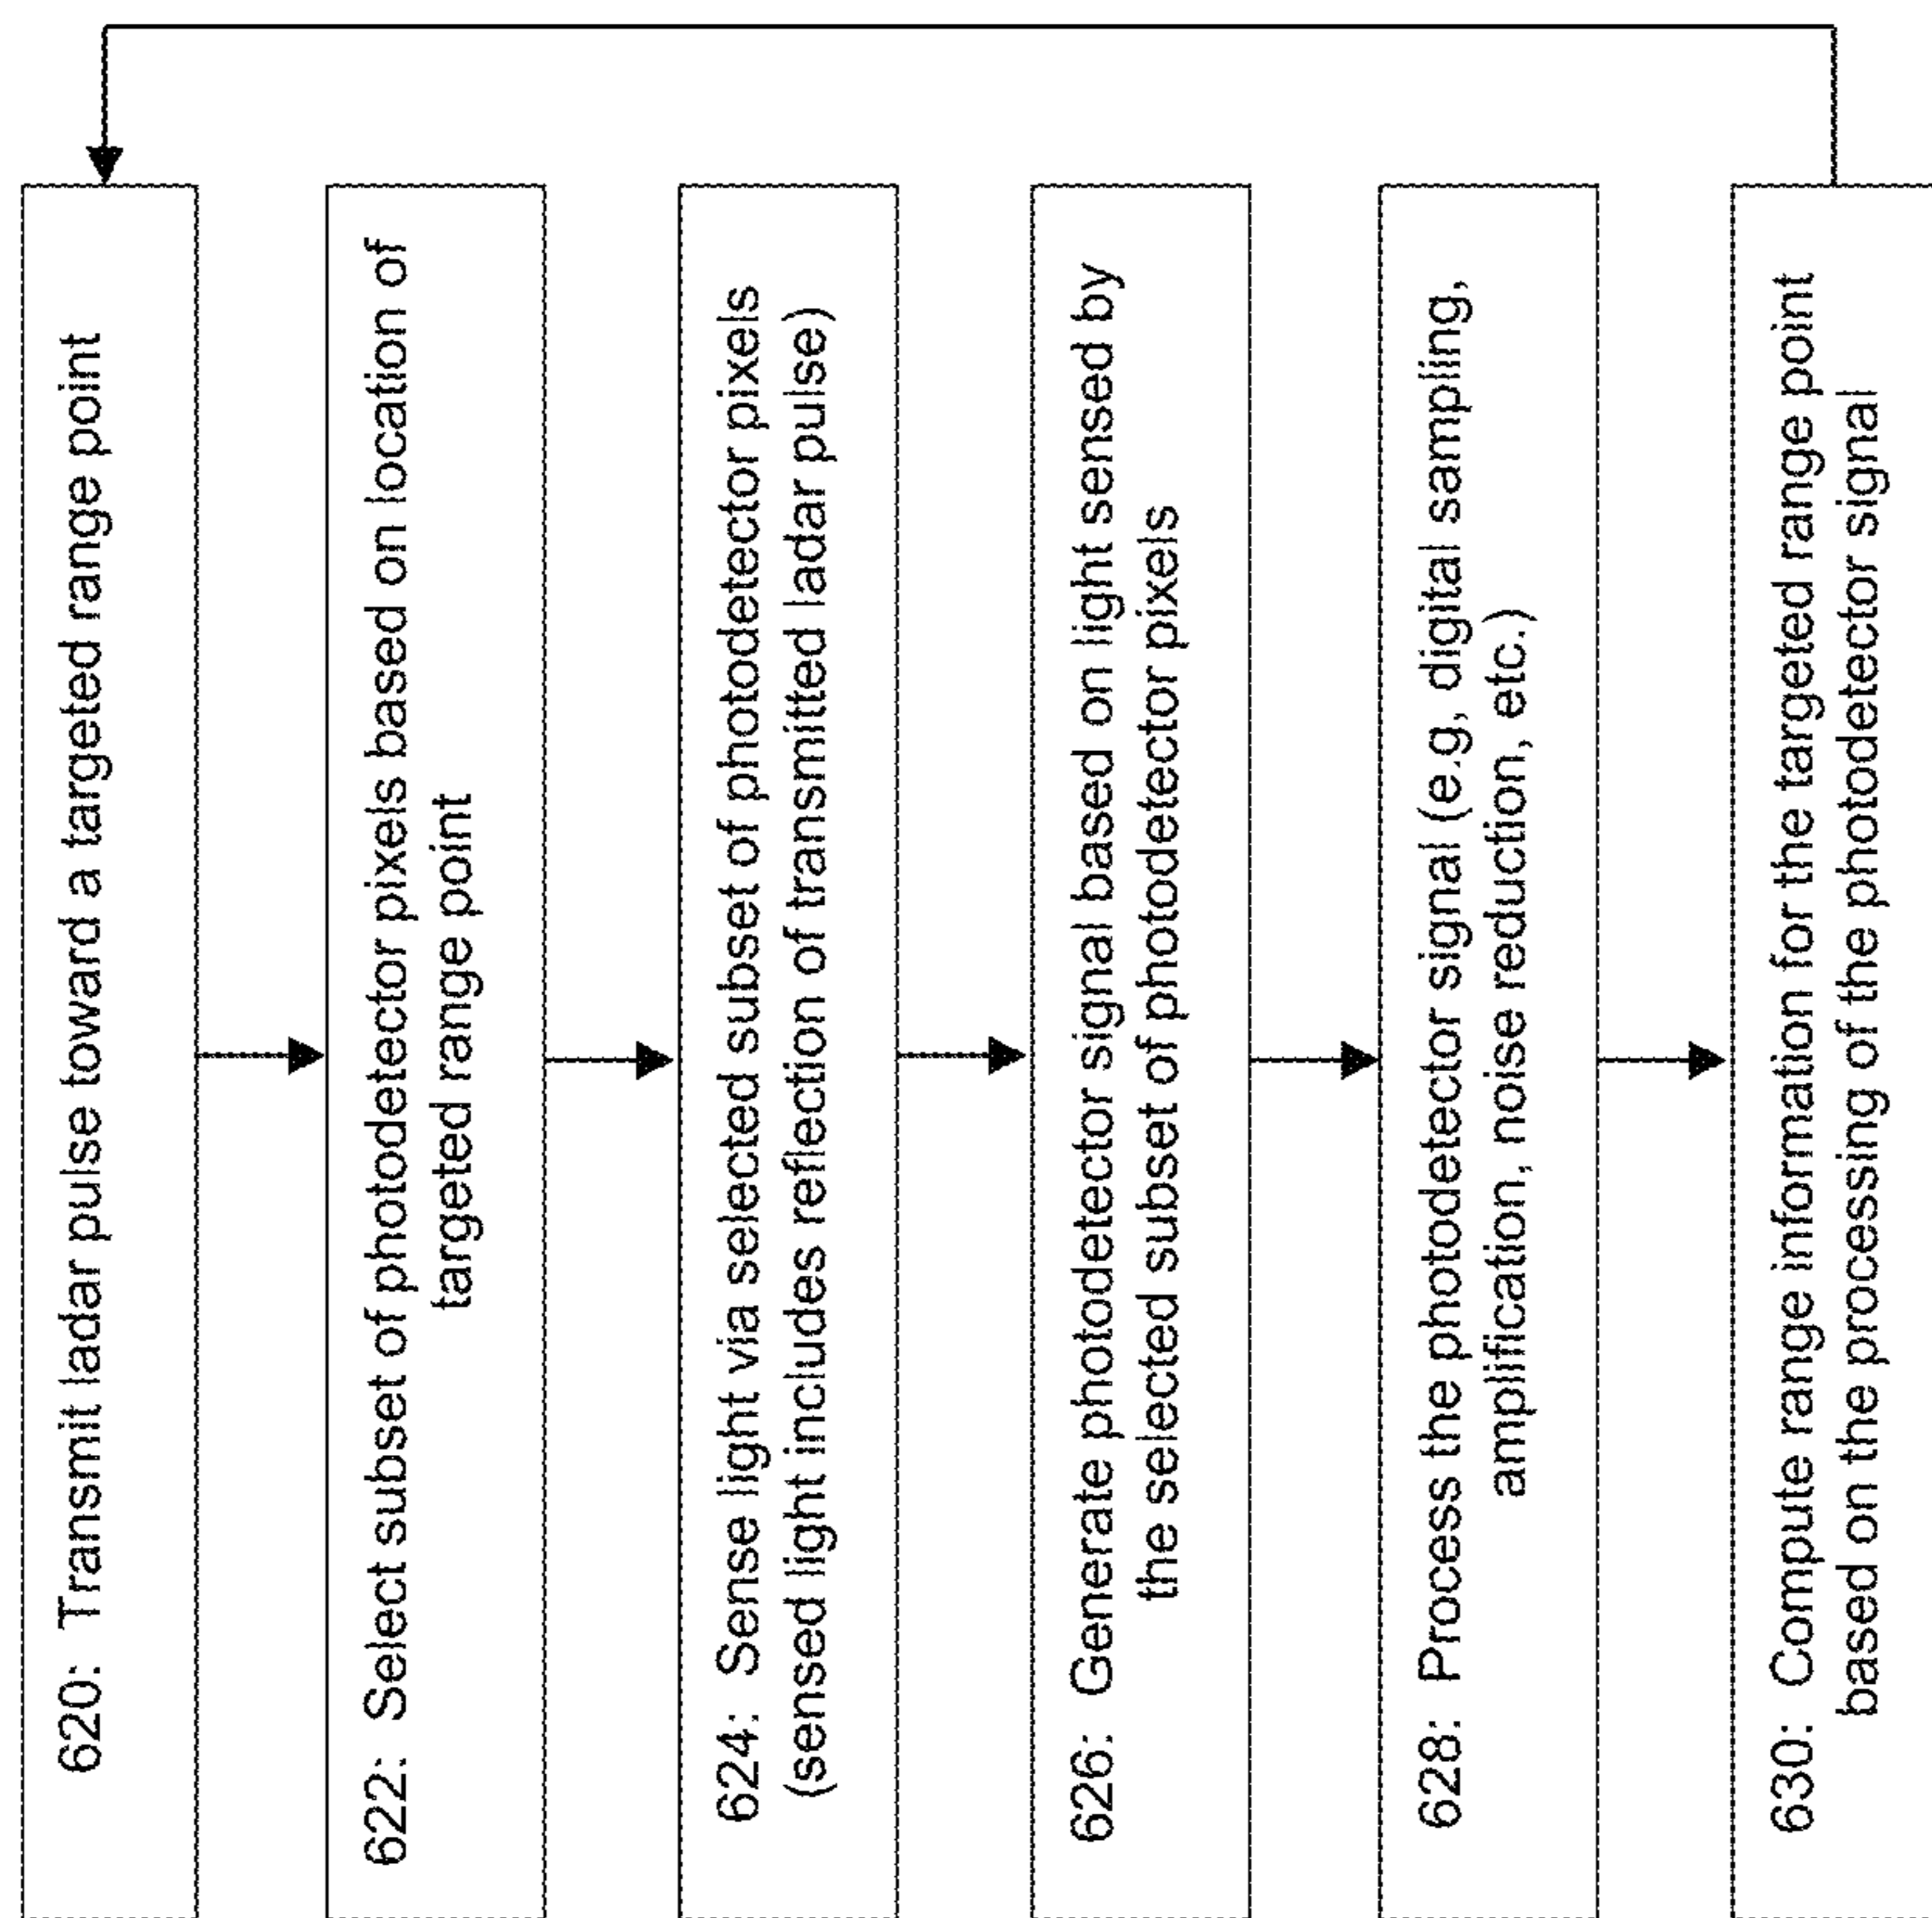 620: Transmit ladar pulse toward a targeted range point
622: Select subset of photodetector pixels based on location of
targeted range point
624: Sense light via selected subset of photodetector pixels
(sensed light includes reflection of transmitted ladar pulse)
626: Generate photodetector signal based on light sensed by
the selected subset of photodetector pixels
628: Process the photodetector signal (e.g, digital sampling,
amplification, noise reduction, etc.)
630: Compute range information for the targeted range point
based on the processing of the photodetector signal